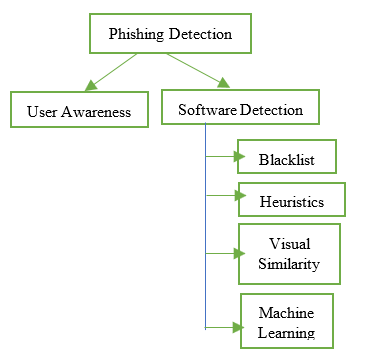 Phishing Detection
User Awareness
Software Detection
Blacklist
Heuristics
Visual
Similarity
Machine
Learning